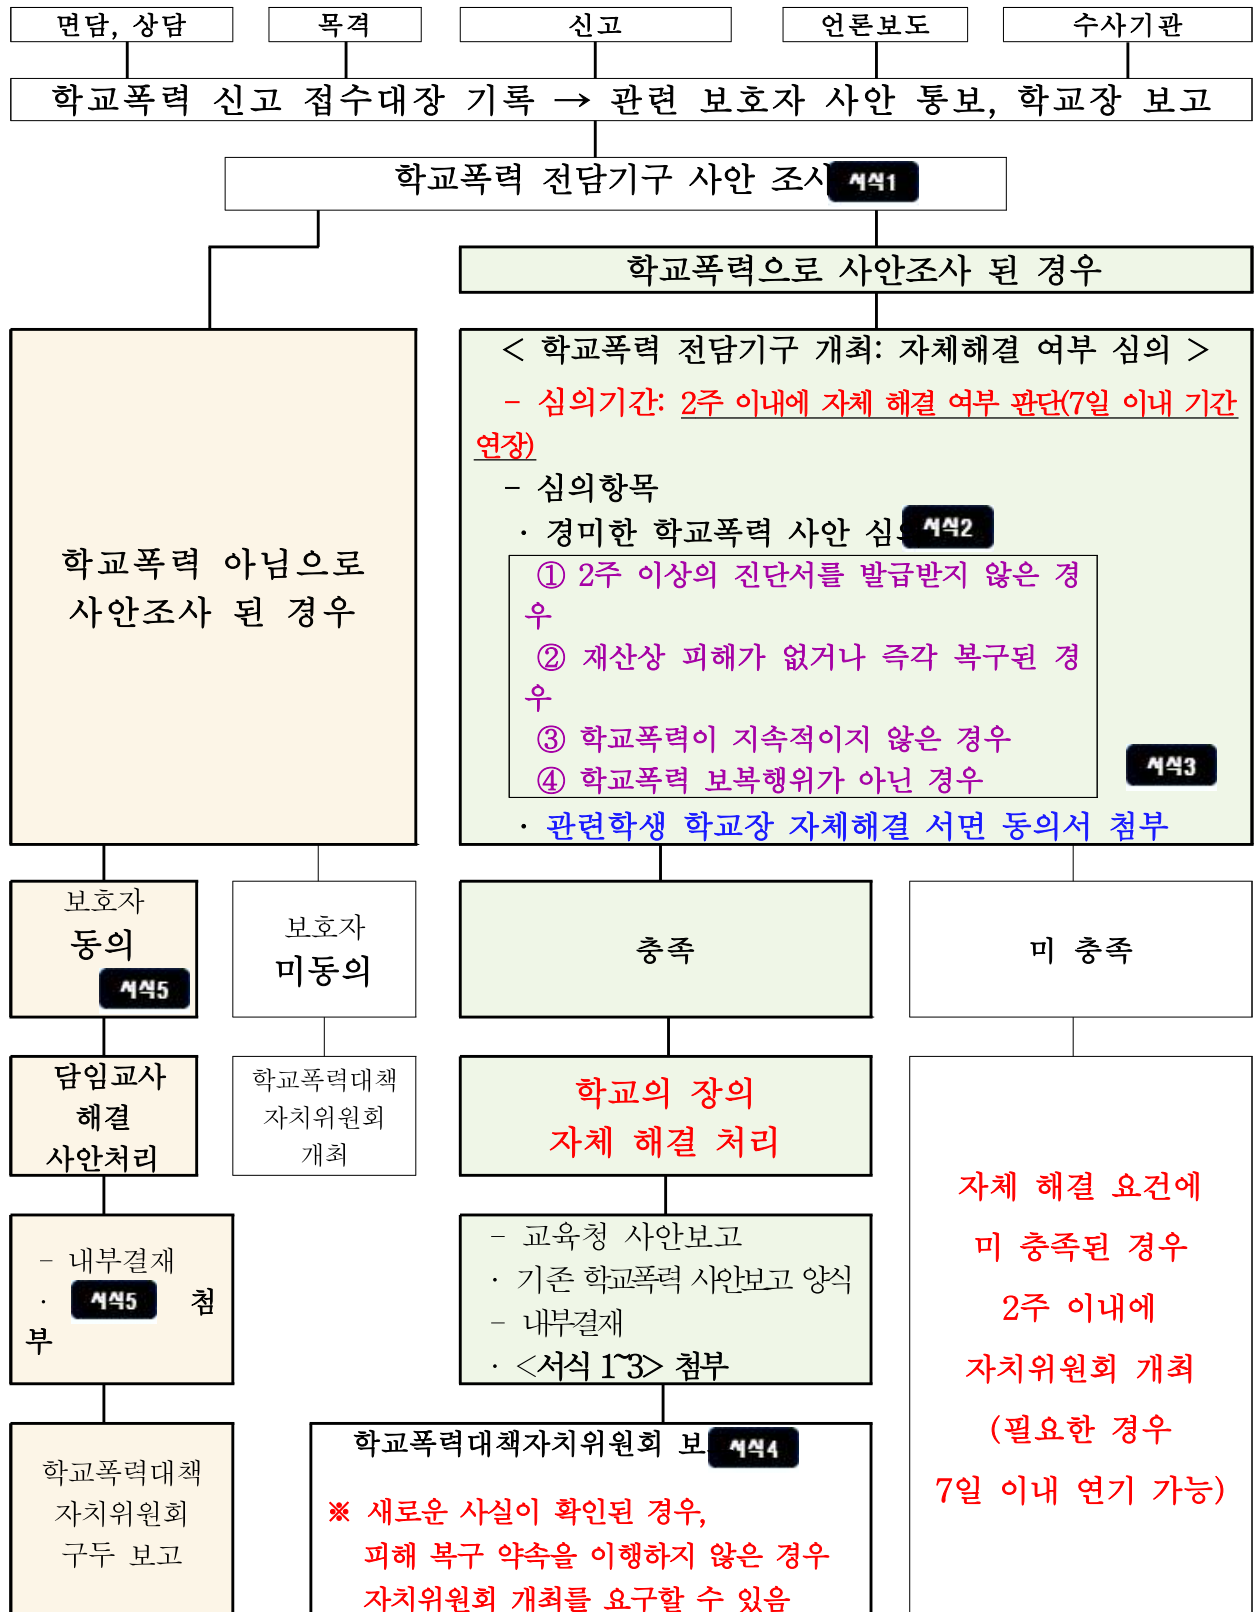 면담, 상담
목격
신고
언론보도
수사기관
학교폭력 신고 접수대장 기록 → 관련 보호자 사안 통보, 학교장 보고
학교폭력 전담기구 사안 조사 서식1
학교폭력으로 사안조사 된 경우
학교폭력 아님으로
사안조사 된 경우
< 학교폭력 전담기구 개최: 자체해결 여부 심의 >
- 심의기간: 2주 이내에 자체 해결 여부 판단(7일 이내 기간
연장)
- 심의항목
· 경미한 학교폭력 사안 심 서식2
① 2주 이상의 진단서를 발급받지 않은 경
우
② 재산상 피해가 없거나 즉각 복구된 경
우
③ 학교폭력이 지속적이지 않은 경우
④ 학교폭력 보복행위가 아닌 경우
서식3
· 관련학생 학교장 자체해결 서면 동의서 첨부
보호자
동의
서식5
보호자
미동의
충족
미 충족
담임교사
해결
사안처리
학교폭력대책
자치위원회
개최
학교의 장의
자체 해결 처리
- 내부결재
· 서식5 첨
부
- 교육청 사안보고
· 기존 학교폭력 사안보고 양식
- 내부결재
· <서식 1~3> 첨부
자체 해결 요건에
미 충족된 경우
2주 이내에
자치위원회 개최
(필요한 경우
7일 이내 연기 가능)
학교폭력대책
자치위원회
구두 보고
학교폭력대책자치위원회 보 서식4
※ 새로운 사실이 확인된 경우,
피해 복구 약속을 이행하지 않은 경우
자치위원회 개최를 요구할 수 있음